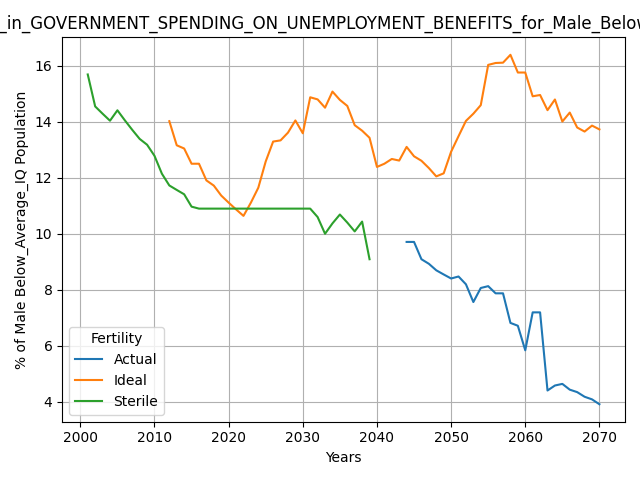 _in_GOVERNMENT_SPENDING_ON_UNEMPLOYMENT_BENEFITS_for_Male_Below
% of Male Below_Average_IQ Population
16
14
12
10
8
6
4
Fertility
Actual
Ideal
Sterile
2000 2010 2020 2030 2040 2050 2060 2070
Years